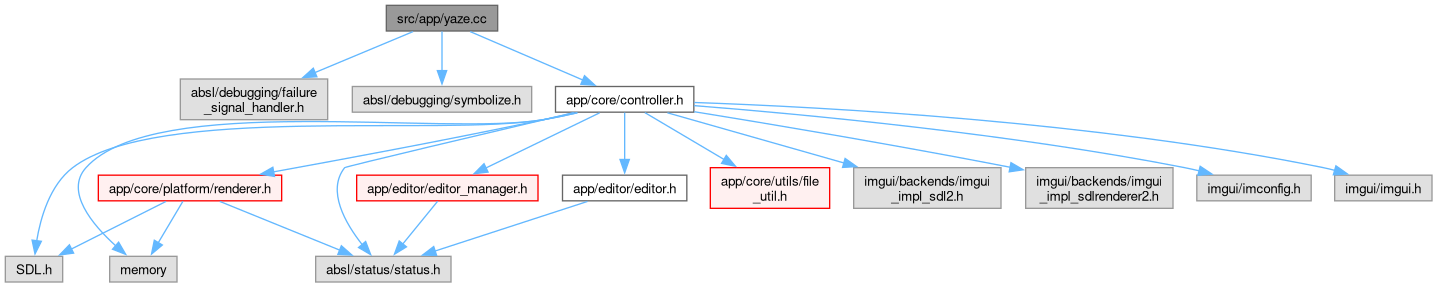 src/app/yaze.cc
absl/debugging/failure
_signal_handler.h
absl/debugging/symbolize.h
app/core/controller.h
app/core/platform/renderer.h
app/editor/editor_manager.h
app/editor/editor.h
app/core/utils/file
_util.h
imgui/backends/imgui
_impl_sdl2.h
imgui/backends/imgui
_impl_sdlrenderer2.h
imgui/imconfig.h
imgui/imgui.h
SDL.h
memory
absl/status/status.h